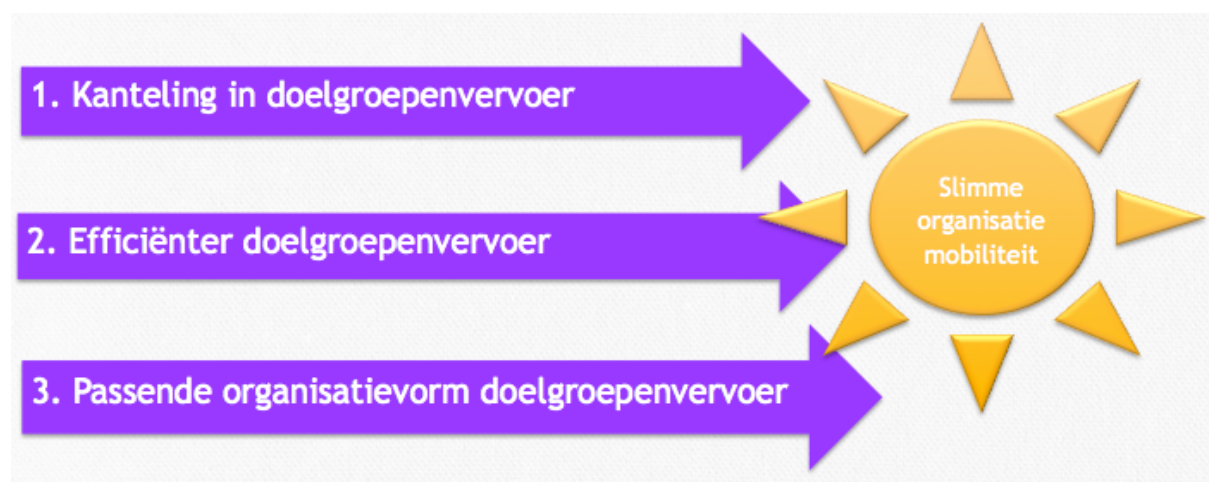 1. Kanteling in doelgroepenvervoer
2. Efficiënter doelgroepenvervoer
3. Passende organisatievorm doelgroepenvervoer
Slimme
organisatie
mobiliteit